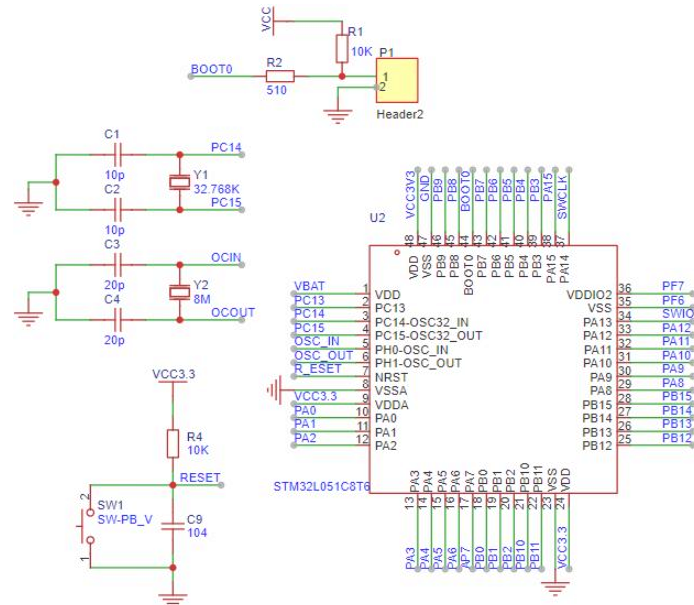 VCC
R1
10K
P1
BOOT0
R2
510
1
2
Header2
C1
10p
PC14
Y1
32.768K
C2
10p
PC15
C3
20p
OCIN
Y2
8M
C4
20p
OCOUT
VCC3.3
R4
10K
RESET
SW1
SW-PB_V
2
1
C9
104
U2
STM32L051C8T6
VCC3V3 48 VDD
GND 47 VSS
PB9 46 PB9
PB8 45 PB8
BOOT0 44 BOOT0
PB7 43 PB7
PB6 42 PB6
PB5 41 PB5
PB4 40 PB4
PB3 39 PB3
PA15 38 PA15
SWCLK 37 PA14
VBAT 1 VDD
PC13 2 PC13
PC14 3 PC14-OSC32_IN
PC15 4 PC15-OSC32_OUT
OSC_IN 5 PH0-OSC_IN
OSC_OUT 6 PH1-OSC_OUT
R_ESET 7 NRST
8 VSSA
VCC3.3 9 VDDA
PA0 10 PA0
PA1 11 PA1
PA2 12 PA2
VDDIO2 36 PF7
VSS 35 PF6
PA13 34 SWIO
PA12 33 PA12
PA11 32 PA11
PA10 31 PA10
PA9 30 PA9
PA8 29 PA8
PB15 28 PB15
PB14 27 PB14
PB13 26 PB13
PB12 25 PB12
PA3 13 PA3
PA4 14 PA4
PA5 15 PA5
PA6 16 PA6
PA7 17 AP7
PB0 18 PB0
PB1 19 PB1
PB2 20 PB2
PB10 21 PB10
PB11 22 PB11
VSS 23
VDD 24 VCC3.3